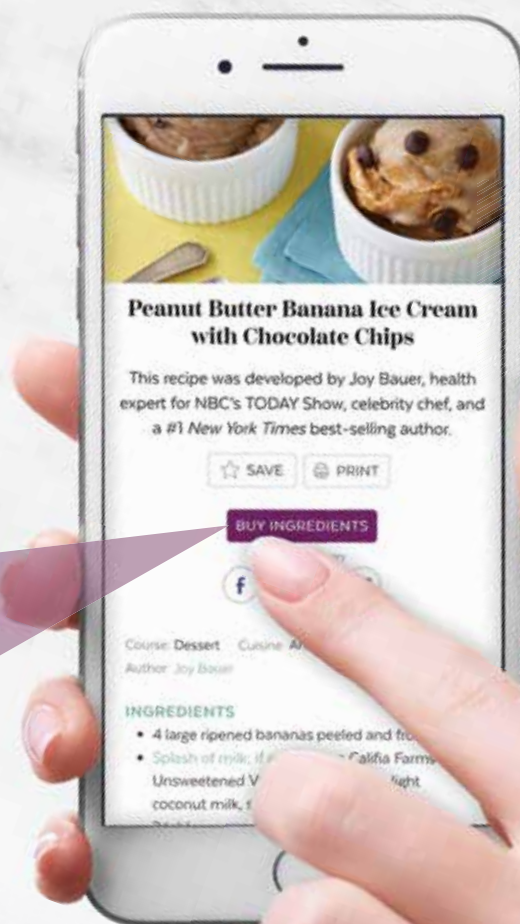 Peanut Butter Banana Ice Cream
with Chocolate Chips
This recipe was developed by Joy Bauer, health
expert for NBC's TODAY Show, celebrity chef, and
a #1 New York Times best-selling author.
SAVE PRINT
BUY INGREDIENTS
f
Course: Dessert Cuisine:
Author: Joy Bauer
INGREDIENTS
• 4 large ripened bananas peeled and
• Splash of milk; if Califia Farms
Unsweetened light
coconut milk,